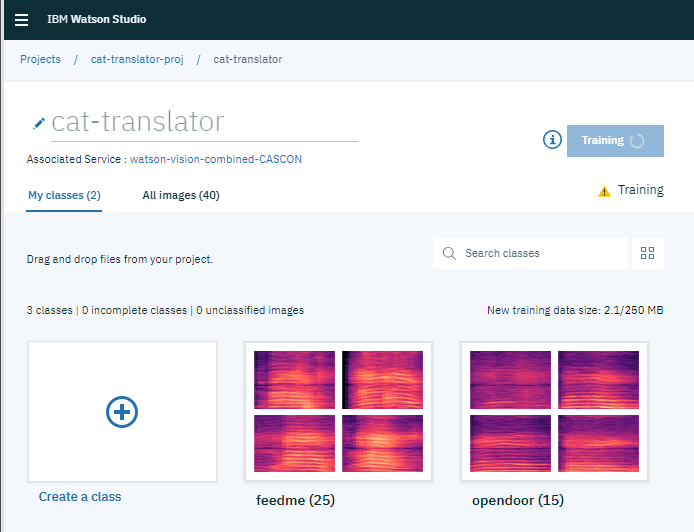 IBM Watson Studio
Projects / cat-translator-proj / cat-translator
cat-translator
Training
Associated Service : watson-vision-combined-CASCON
My classes (2) All images (40)
Training
Drag and drop files from your project.
Search classes
3 classes | 0 incomplete classes | 0 unclassified images
New training data size: 2.1/250 MB
Create a class
feedme (25)
opendoor (15)